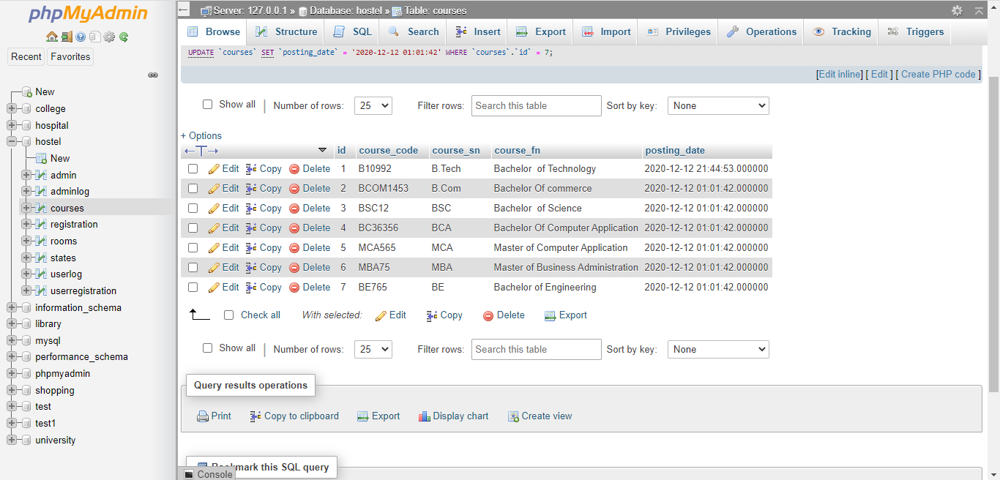 phpMyAdmin
Recent Favorites
New
college
hospital
hostel
New
admin
adminlog
courses
registration
rooms
states
userlog
userregistration
information_schema
library
mysql
performance_schema
phpmyadmin
shopping
test
test1
university
Server: 127.0.0.1 » Database: hostel » Table: courses
Browse Structure SQL Search Insert Export Import Privileges Operations Tracking Triggers
UPDATE `courses` SET `posting_date` = '2020-12-12 01:01:42' WHERE `courses`.`id` = 7;
[Edit inline] [ Edit ] [ Create PHP code ]
Show all | Number of rows: 25 Filter rows: Search this table Sort by key: None
+ Options
←T→ id course_code course_sn course_fn posting_date
Edit Copy Delete 1 B10992 B.Tech Bachelor  of Technology 2020-12-12 21:44:53.000000
Edit Copy Delete 2 BCOM1453 B.Com Bachelor Of commerce 2020-12-12 01:01:42.000000
Edit Copy Delete 3 BSC12 BSC Bachelor  of Science 2020-12-12 01:01:42.000000
Edit Copy Delete 4 BC36356 BCA Bachelor Of Computer Application 2020-12-12 01:01:42.000000
Edit Copy Delete 5 MCA565 MCA Master of Computer Application 2020-12-12 01:01:42.000000
Edit Copy Delete 6 MBA75 MBA Master of Business Administration 2020-12-12 01:01:42.000000
Edit Copy Delete 7 BE765 BE Bachelor of Engineering 2020-12-12 01:01:42.000000
Check all With selected: Edit Copy Delete Export
Show all | Number of rows: 25 Filter rows: Search this table Sort by key: None
Query results operations
Print Copy to clipboard Export Display chart Create view
Bookmark this SQL query
Console